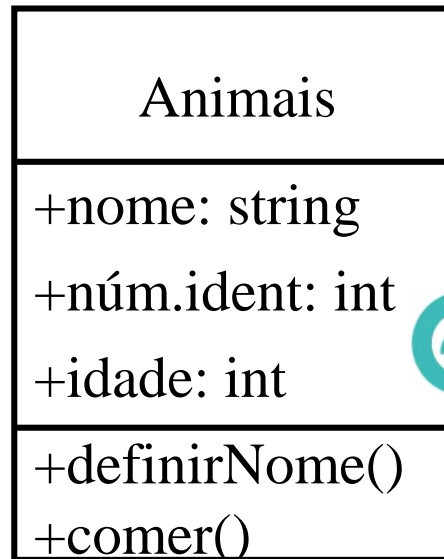 Animais
+nome: string
+núm.ident: int
+idade: int
+definirNome()
+comer()